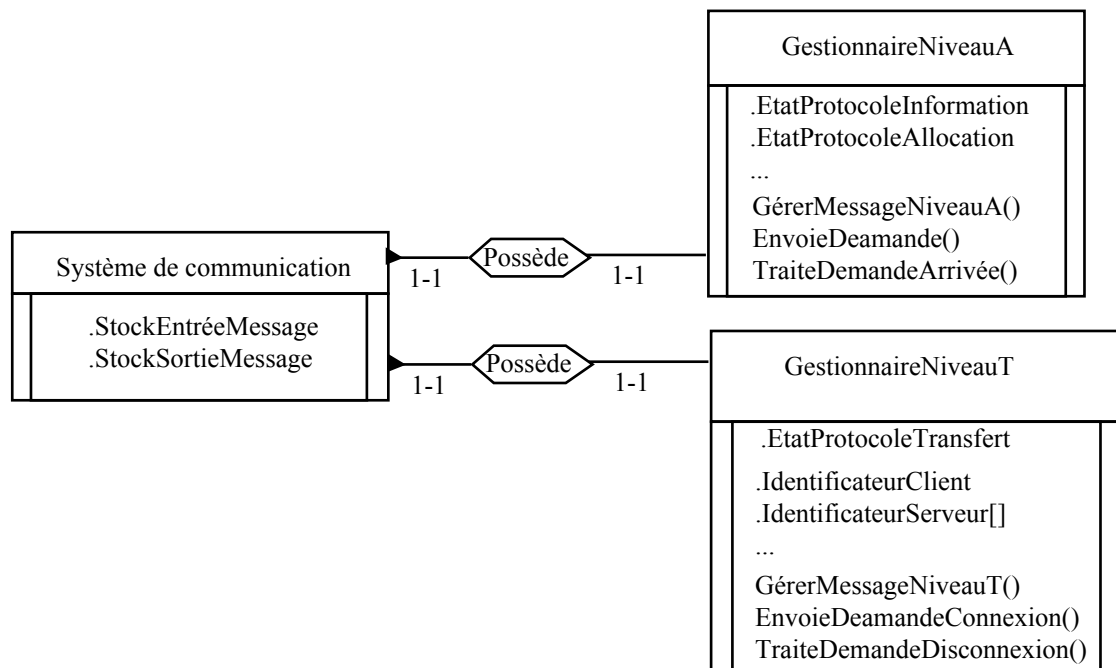 GestionnaireNiveauA
.EtatProtocoleInformation
.EtatProtocoleAllocation
...
GérerMessageNiveauA()
EnvoieDeamande()
TraiteDemandeArrivée()
Système de communication
.StockEntréeMessage
.StockSortieMessage
Possède
1-1
1-1
Possède
1-1
1-1
GestionnaireNiveauT
.EtatProtocoleTransfert
.IdentificateurClient
.IdentificateurServeur[]
...
GérerMessageNiveauT()
EnvoieDeamandeConnexion()
TraiteDemandeDisconnexion()